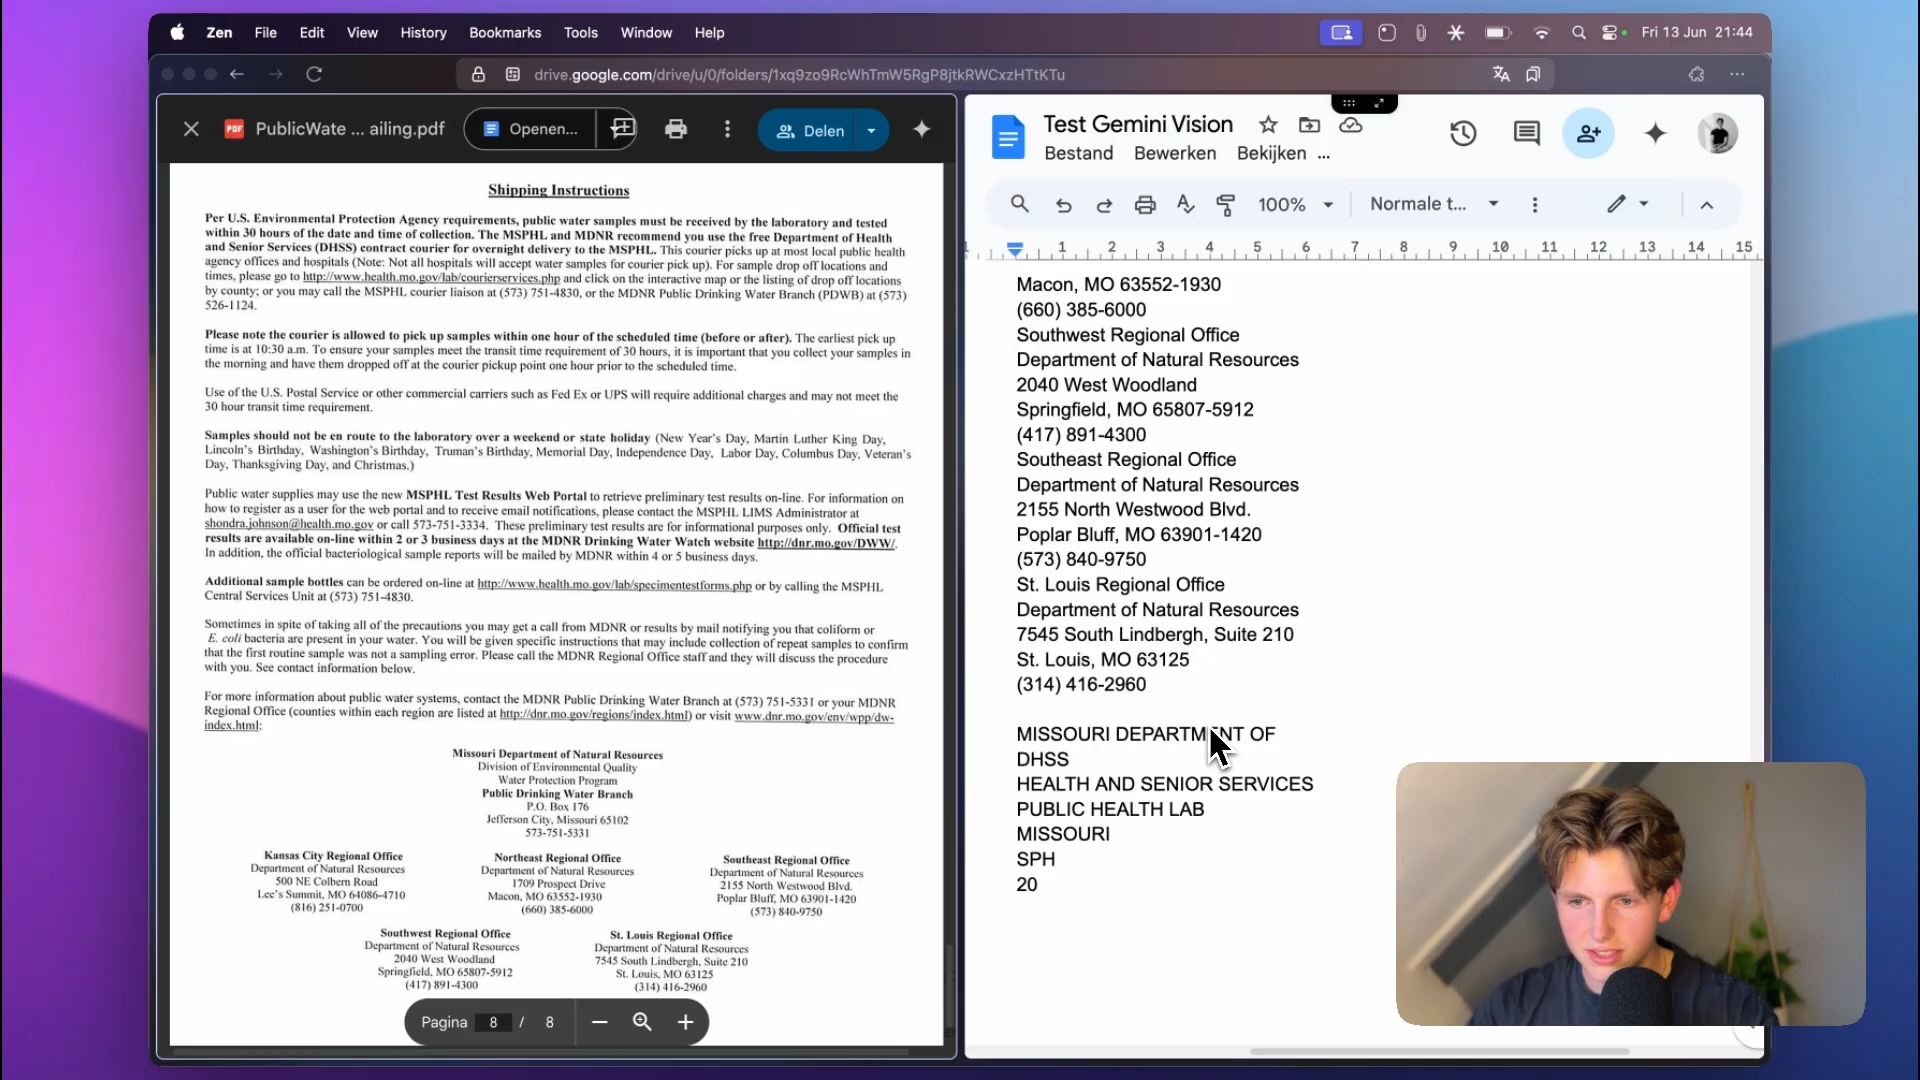 Zen File Edit View History Bookmarks Tools Window Help Fri 13 Jun 21:44
drive.google.com/drive/u/0/folders/1xq9zo9RcWhTmW5RgP8jtkRWCxzHTtKTu
PDF PublicWate ... ailing.pdf Openen... Delen
Shipping Instructions
Per U.S. Environmental Protection Agency requirements, public water samples must be received by the laboratory and tested
within 30 hours of the date and time of collection. The MSPHL and MDNR recommend you use the free Department of Health
and Senior Services (DHSS) contract courier for overnight delivery to the MSPHL. This courier picks up at most local public health
agency offices and hospitals (Note: Not all hospitals will accept water samples for courier pick up). For sample drop off locations and
times, please go to http://www.health.mo.gov/lab/courierservices.php and click on the interactive map or the listing of drop off locations
by county; or you may call the MSPHL courier liaison at (573) 751-4830, or the MDNR Public Drinking Water Branch (PDWB) at (573)
526-1124.
Please note the courier is allowed to pick up samples within one hour of the scheduled time (before or after). The earliest pick up
time is at 10:30 a.m. To ensure your samples meet the transit time requirement of 30 hours, it is important that you collect your samples in
the morning and have them dropped off at the courier pickup point one hour prior to the scheduled time.
Use of the U.S. Postal Service or other commercial carriers such as Fed Ex or UPS will require additional charges and may not meet the
30 hour transit time requirement.
Samples should not be en route to the laboratory over a weekend or state holiday (New Year's Day, Martin Luther King Day,
Lincoln's Birthday, Washington's Birthday, Truman's Birthday, Memorial Day, Independence Day, Labor Day, Columbus Day, Veteran's
Day, Thanksgiving Day, and Christmas.)
Public water supplies may use the new MSPHL Test Results Web Portal to retrieve preliminary test results on-line. For information on
how to register as a user for the web portal and to receive email notifications, please contact the MSPHL LIMS Administrator at
shondra.johnson@health.mo.gov or call 573-751-3334. These preliminary test results are for informational purposes only. Official test
results are available on-line within 2 or 3 business days at the MDNR Drinking Water Watch website http://dnr.mo.gov/DWW/.
In addition, the official bacteriological sample reports will be mailed by MDNR within 4 or 5 business days.
Additional sample bottles can be ordered on-line at http://www.health.mo.gov/lab/specimentestforms.php or by calling the MSPHL
Central Services Unit at (573) 751-4830.
Sometimes in spite of taking all of the precautions you may get a call from MDNR or results by mail notifying you that coliform or
E. coli bacteria are present in your water. You will be given specific instructions that may include collection of repeat samples to confirm
that the first routine sample was not a sampling error. Please call the MDNR Regional Office staff and they will discuss the procedure
with you. See contact information below.
For more information about public water systems, contact the MDNR Public Drinking Water Branch at (573) 751-5331 or your MDNR
Regional Office (counties within each region are listed at http://dnr.mo.gov/regions/index.html) or visit www.dnr.mo.gov/env/wpp/dw-
index.html:
Missouri Department of Natural Resources
Division of Environmental Quality
Water Protection Program
Public Drinking Water Branch
P.O. Box 176
Jefferson City, Missouri 65102
573-751-5331
Kansas City Regional Office
Department of Natural Resources
500 NE Colbern Road
Lee's Summit, MO 64086-4710
(816) 251-0700
Northeast Regional Office
Department of Natural Resources
1709 Prospect Drive
Macon, MO 63552-1930
(660) 385-6000
Southeast Regional Office
Department of Natural Resources
2155 North Westwood Blvd.
Poplar Bluff, MO 63901-1420
(573) 840-9750
Southwest Regional Office
Department of Natural Resources
2040 West Woodland
Springfield, MO 65807-5912
(417) 891-4300
St. Louis Regional Office
Department of Natural Resources
7545 South Lindbergh, Suite 210
St. Louis, MO 63125
(314) 416-2960
Pagina 8 / 8
Test Gemini Vision
Bestand Bewerken Bekijken ...
100% Normale t...
1 1 2 3 4 5 6 7 8 9 10 11 12 13 14 15
Macon, MO 63552-1930
(660) 385-6000
Southwest Regional Office
Department of Natural Resources
2040 West Woodland
Springfield, MO 65807-5912
(417) 891-4300
Southeast Regional Office
Department of Natural Resources
2155 North Westwood Blvd.
Poplar Bluff, MO 63901-1420
(573) 840-9750
St. Louis Regional Office
Department of Natural Resources
7545 South Lindbergh, Suite 210
St. Louis, MO 63125
(314) 416-2960
MISSOURI DEPARTMENT OF
DHSS
HEALTH AND SENIOR SERVICES
PUBLIC HEALTH LAB
MISSOURI
SPH
20